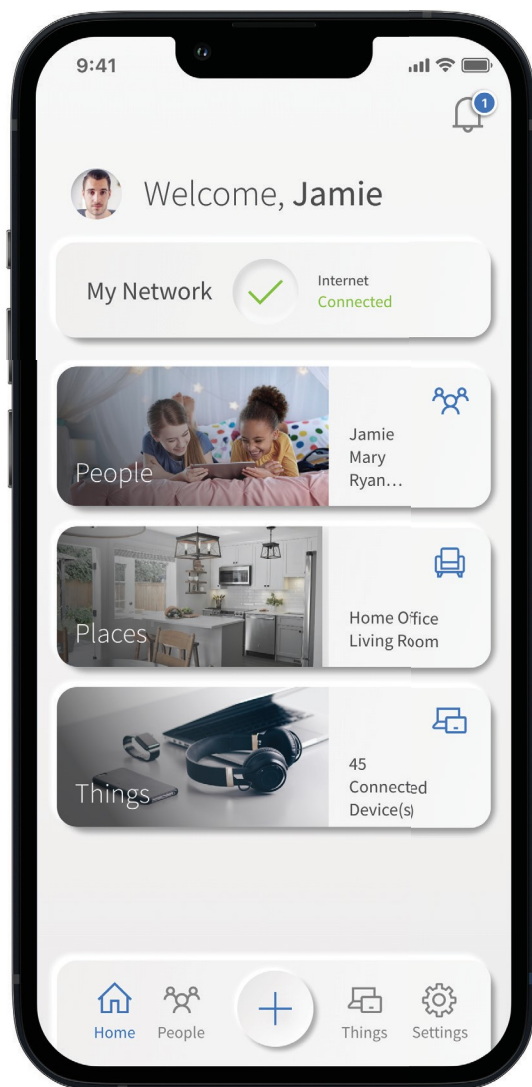 9:41
1
Welcome, Jamie
My Network
Internet
Connected
People
Jamie
Mary
Ryan...
Places
Home Office
Living Room
Things
45
Connected
Device(s)
Home
People
Things
Settings